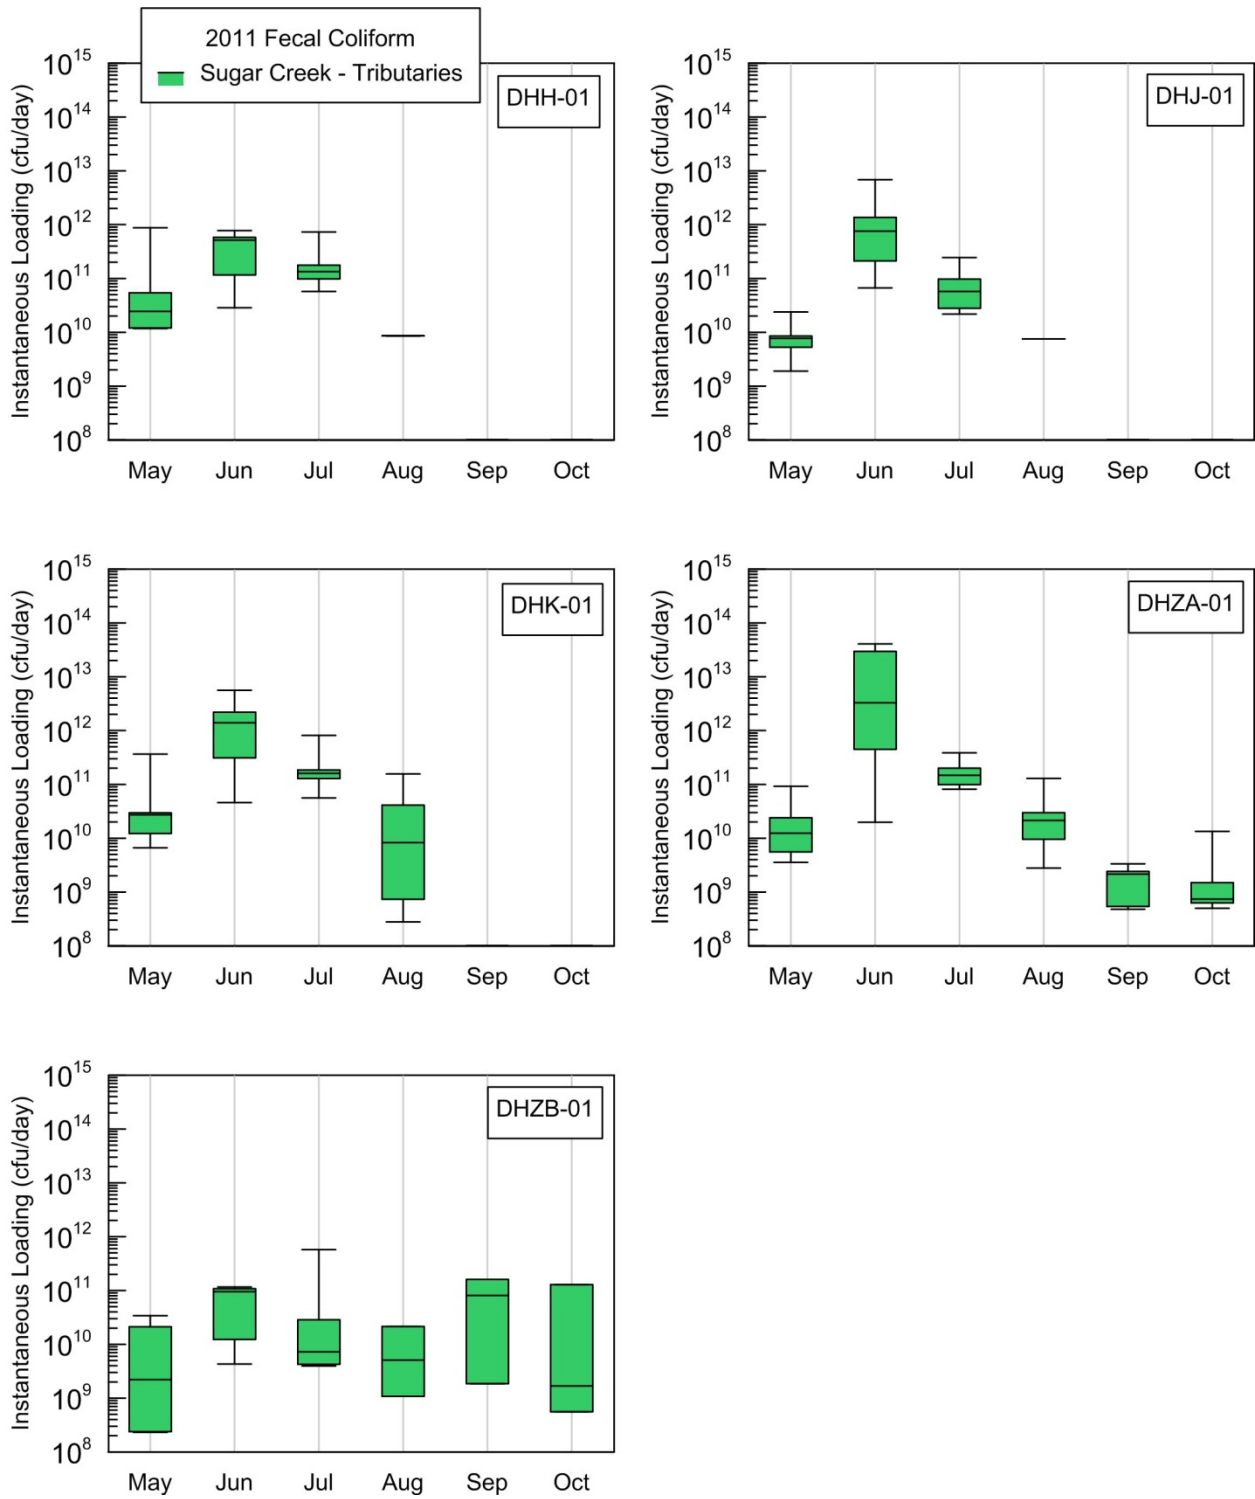 2011 Fecal Coliform
Sugar Creek - Tributaries
DHH-01
Instantaneous Loading (cfu/day)
10^15
10^14
10^13
10^12
10^11
10^10
10^9
10^8
May Jun Jul Aug Sep Oct
DHJ-01
Instantaneous Loading (cfu/day)
10^15
10^14
10^13
10^12
10^11
10^10
10^9
10^8
May Jun Jul Aug Sep Oct
DHK-01
Instantaneous Loading (cfu/day)
10^15
10^14
10^13
10^12
10^11
10^10
10^9
10^8
May Jun Jul Aug Sep Oct
DHZA-01
Instantaneous Loading (cfu/day)
10^15
10^14
10^13
10^12
10^11
10^10
10^9
10^8
May Jun Jul Aug Sep Oct
DHZB-01
Instantaneous Loading (cfu/day)
10^15
10^14
10^13
10^12
10^11
10^10
10^9
10^8
May Jun Jul Aug Sep Oct